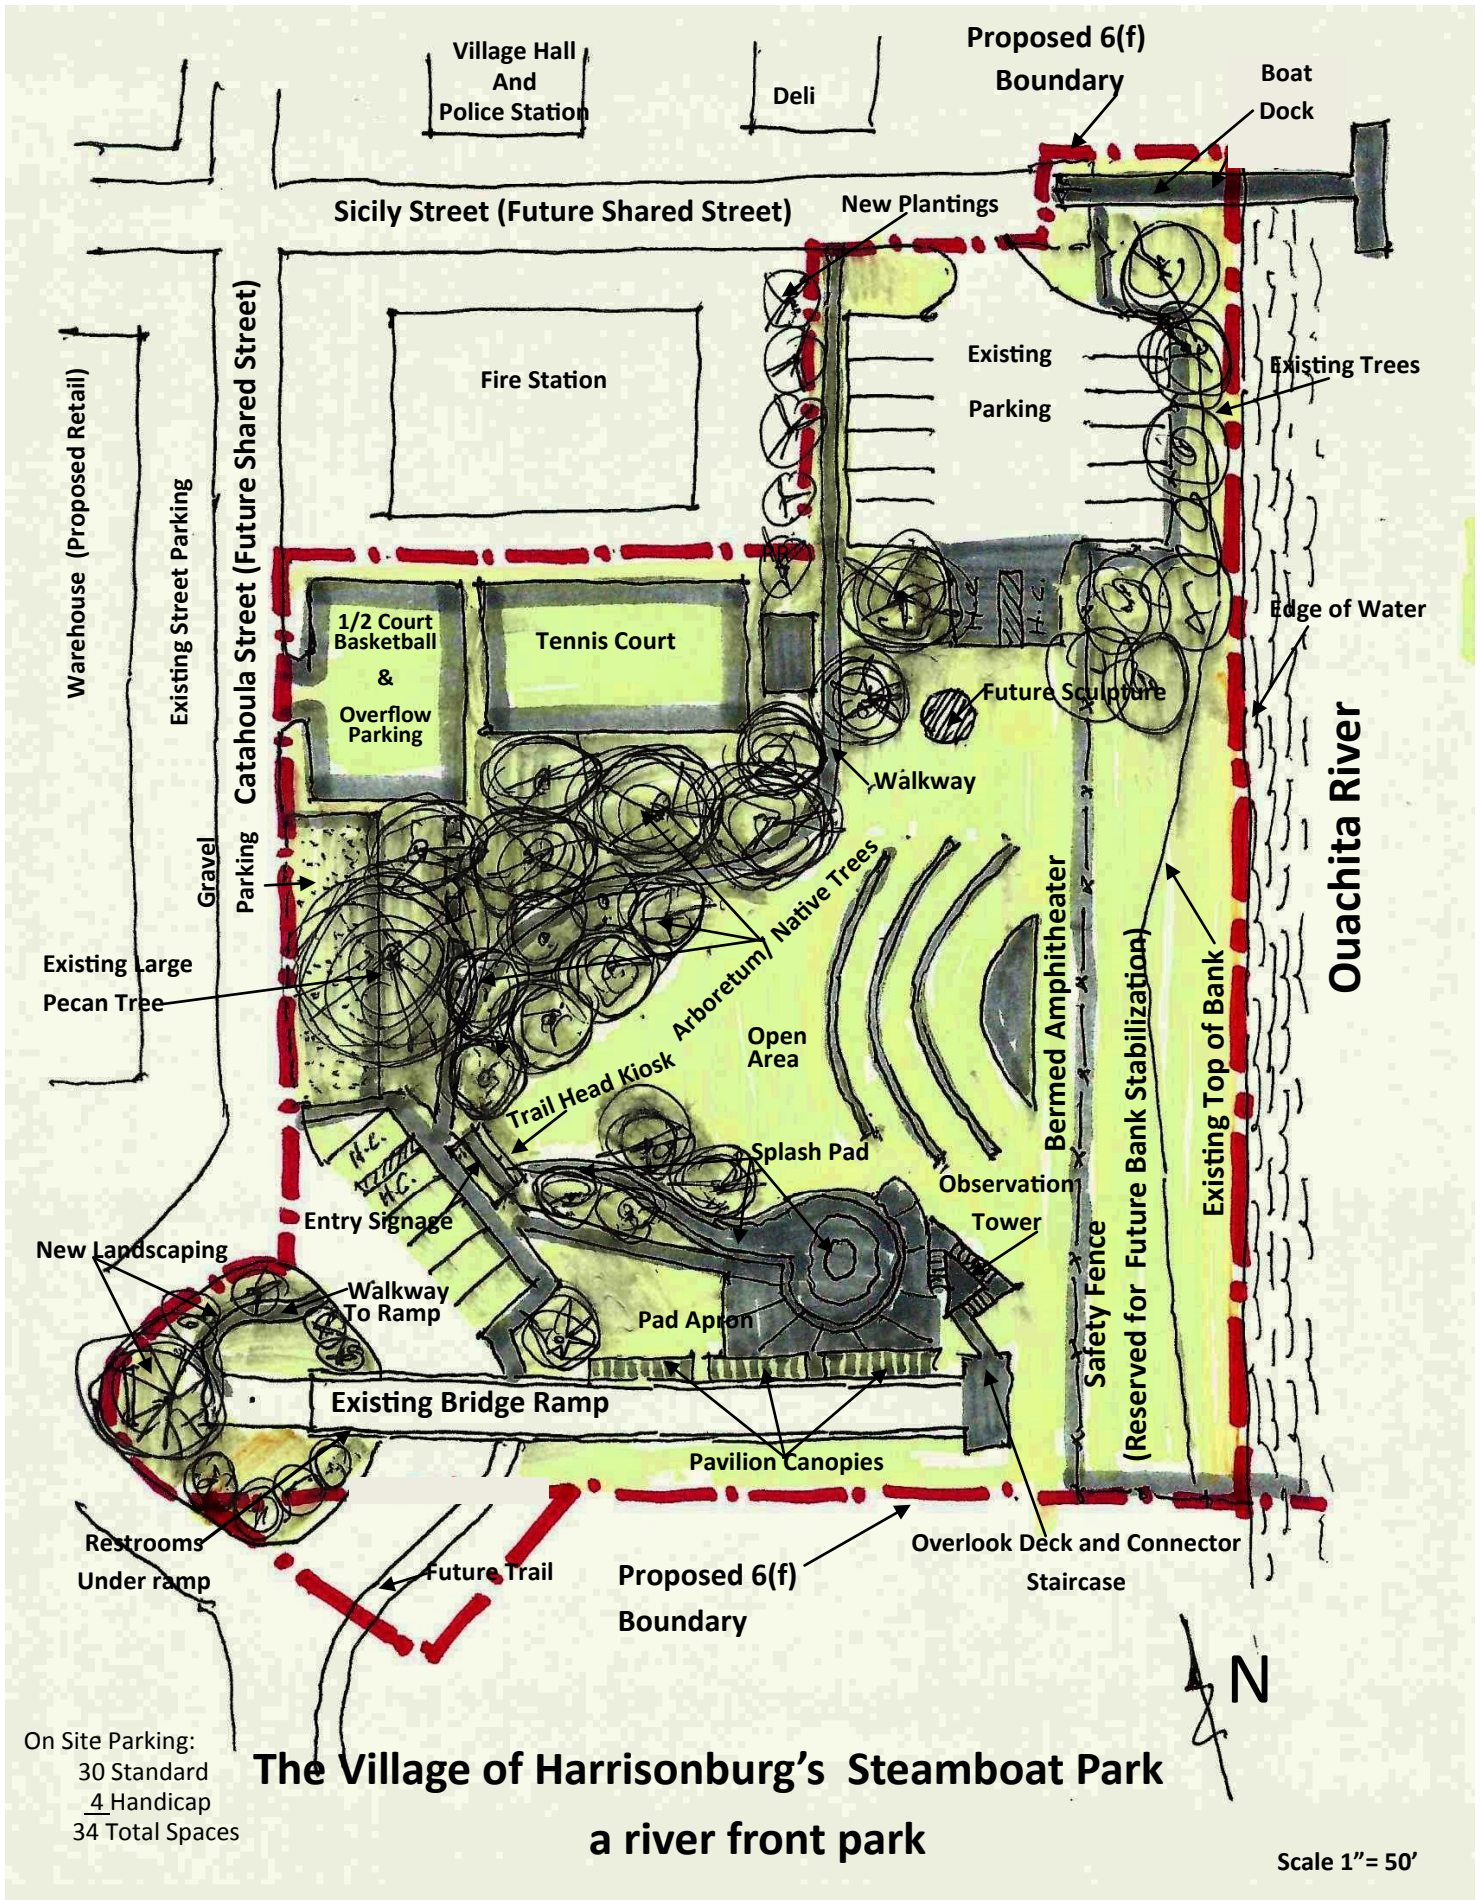 Village Hall
And
Police Station
Deli
Proposed 6(f)
Boundary
Boat
Dock
Sicily Street (Future Shared Street)
New Plantings
Fire Station
Existing
Parking
Existing Trees
Warehouse (Proposed Retail)
Existing Street Parking
Catahoula Street (Future Shared Street)
RR
1/2 Court
Basketball
&
Overflow
Parking
Tennis Court
H.C.
H.C.
Edge of Water
Future Sculpture
Walkway
Ouachita River
Gravel
Parking
Existing Large
Pecan Tree
Arboretum/ Native Trees
Open
Area
Bermed Amphitheater
(Reserved for Future Bank Stabilization)
Existing Top of Bank
Trail Head Kiosk
H.C.
H.C.
Splash Pad
Observation
Tower
Entry Signage
Safety Fence
New Landscaping
Walkway
To Ramp
Pad Apron
Existing Bridge Ramp
Pavilion Canopies
Restrooms
Under ramp
Future Trail
Proposed 6(f)
Boundary
Overlook Deck and Connector
Staircase
N
On Site Parking:
30 Standard
4 Handicap
34 Total Spaces
The Village of Harrisonburg’s Steamboat Park
a river front park
Scale 1”= 50’